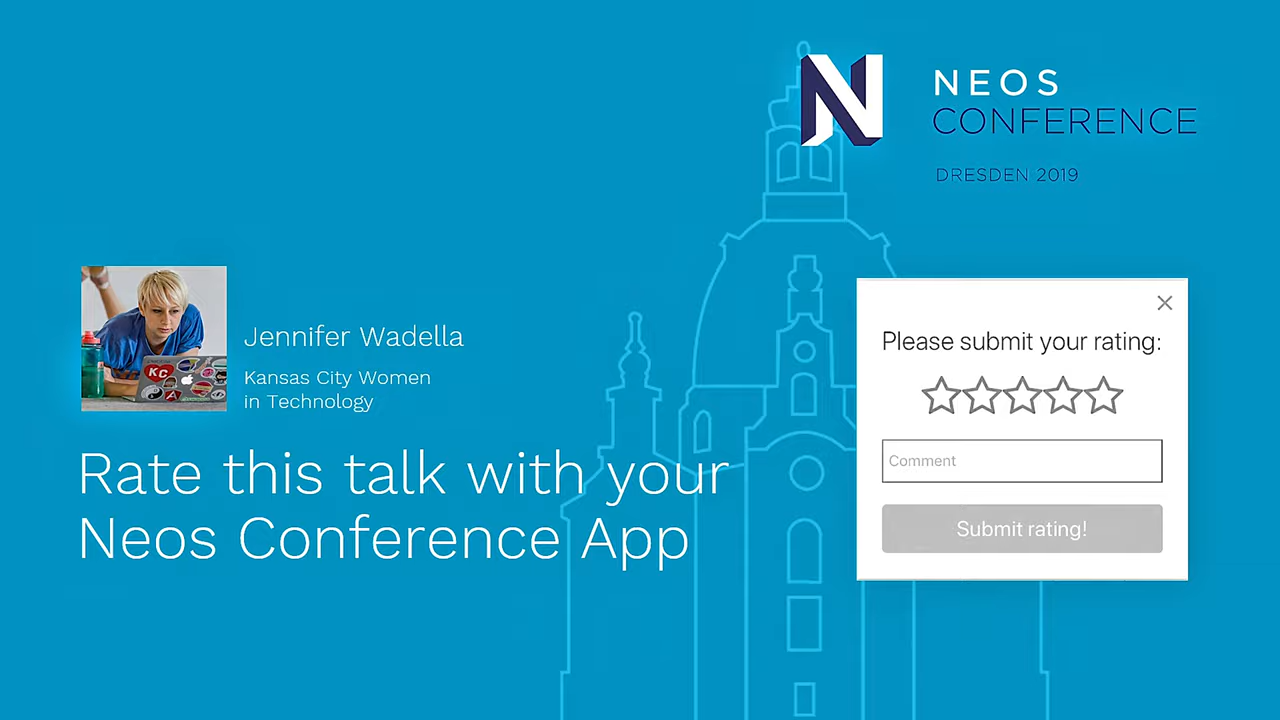 NEOS
CONFERENCE
DRESDEN 2019
Jennifer Wadella
Kansas City Women
in Technology
KC
Rate this talk with your
Neos Conference App
Please submit your rating:
Comment
Submit rating!